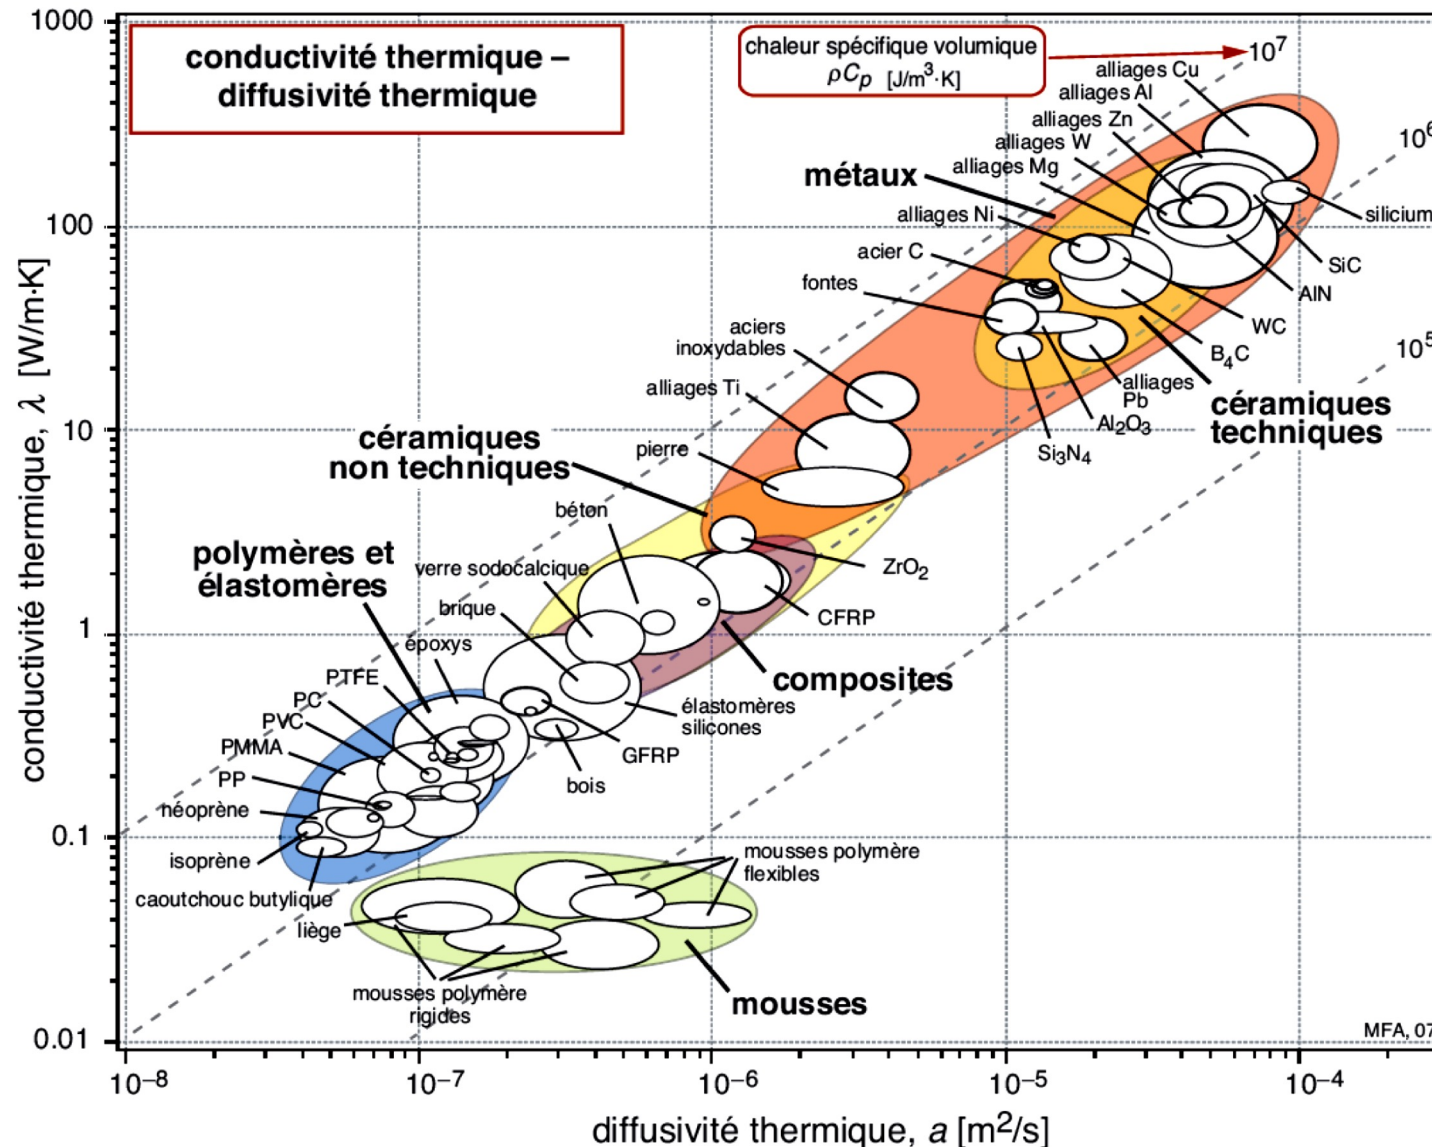 conductivité thermique –
diffusivité thermique
chaleur spécifique volumique
ρCp [J/m³·K]
10⁷
10⁶
10⁵
1000
100
10
1
0.1
0.01
conductivité thermique, λ [W/m·K]
alliages Cu
alliages Al
alliages Zn
alliages W
alliages Mg
métaux
alliages Ni
acier C
fontes
aciers
inoxydables
alliages Ti
pierre
silicium
SiC
AlN
WC
B₄C
alliages
Pb
Al₂O₃
Si₃N₄
céramiques
techniques
céramiques
non techniques
béton
verre sodocalcique
brique
ZrO₂
CFRP
composites
polymères et
élastomères
époxys
PTFE
PC
PVC
PMMA
PP
néoprène
isoprène
caoutchouc butylique
élastomères
silicones
GFRP
bois
mousses polymère
flexibles
liège
mousses polymère
rigides
mousses
MFA, 07
10–8
10–7
10–6
10–5
10–4
diffusivité thermique, a [m2/s]